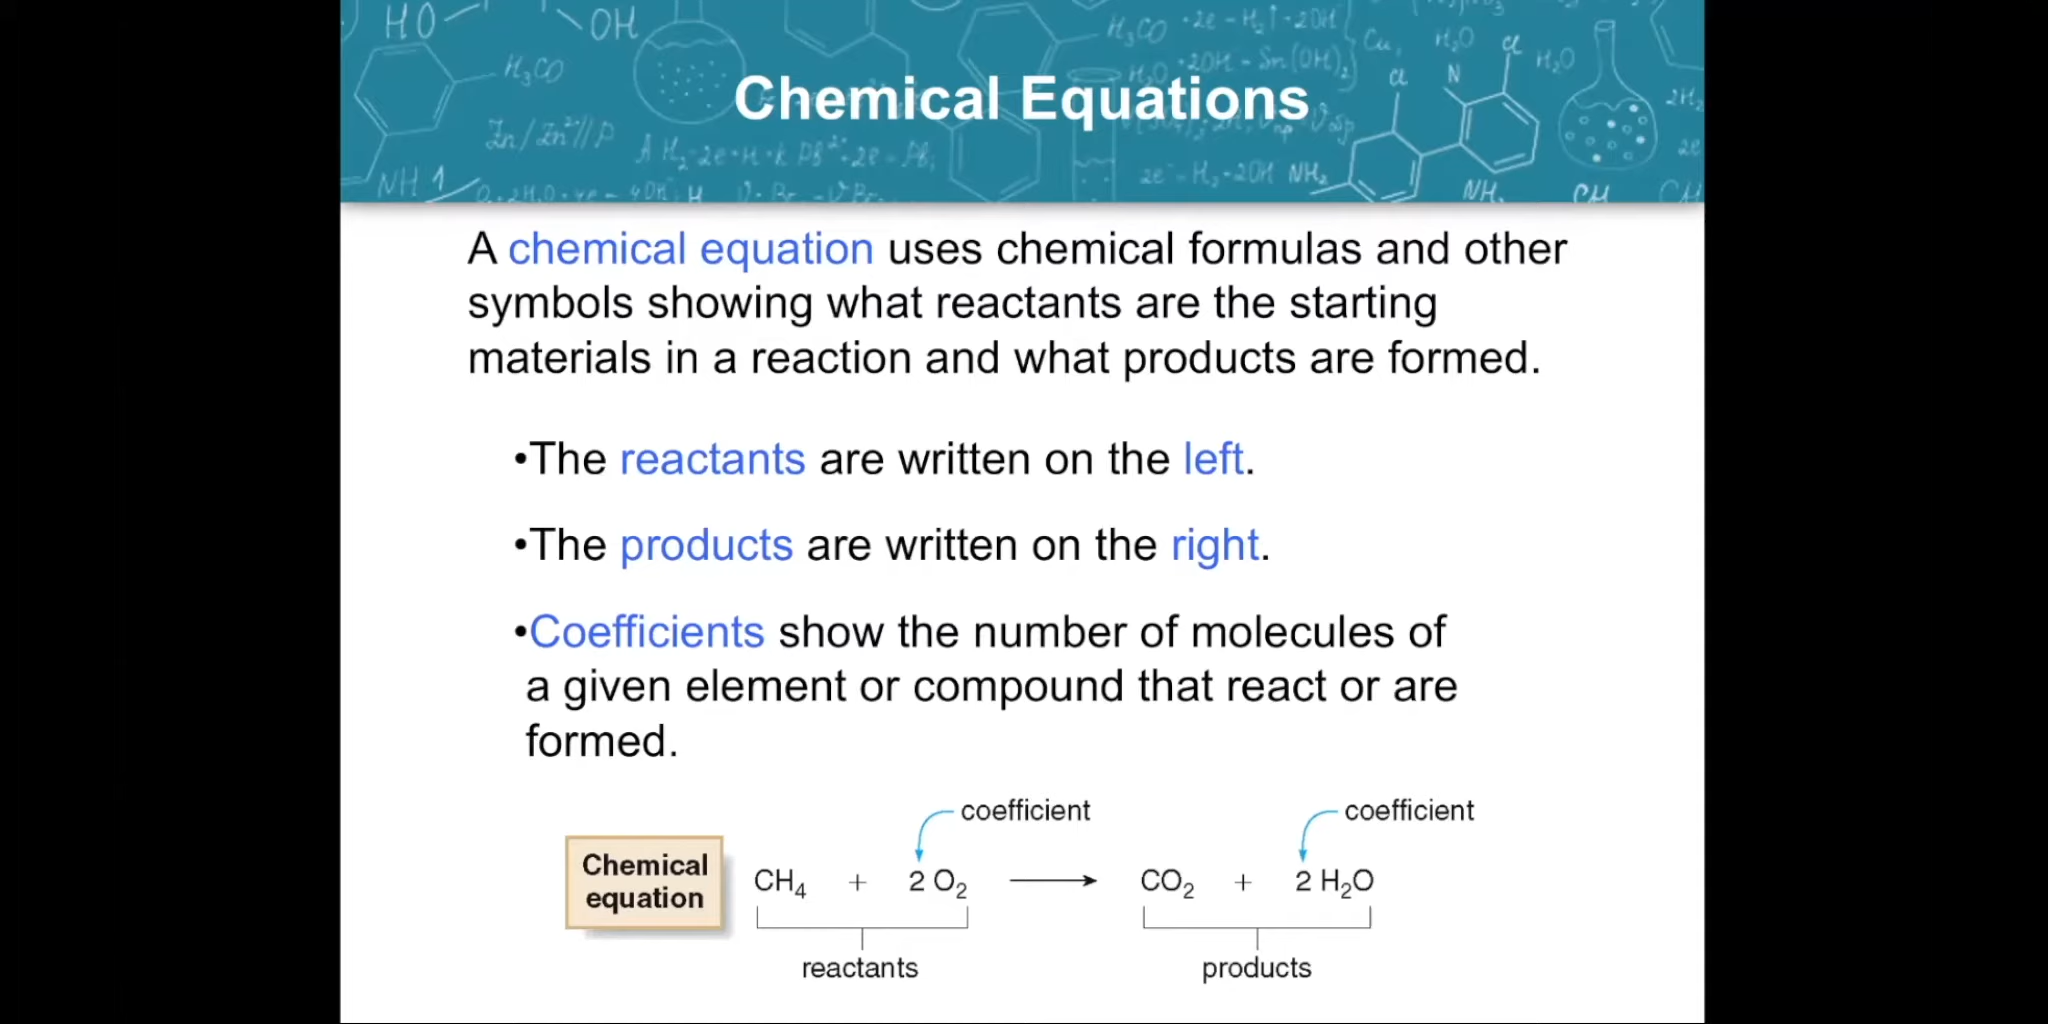 Chemical Equations
A chemical equation uses chemical formulas and other
symbols showing what reactants are the starting
materials in a reaction and what products are formed.
•The reactants are written on the left.
•The products are written on the right.
•Coefficients show the number of molecules of
a given element or compound that react or are
formed.
coefficient coefficient
Chemical
equation
CH₄ + 2 O₂ ⟶ CO₂ + 2 H₂O
reactants products